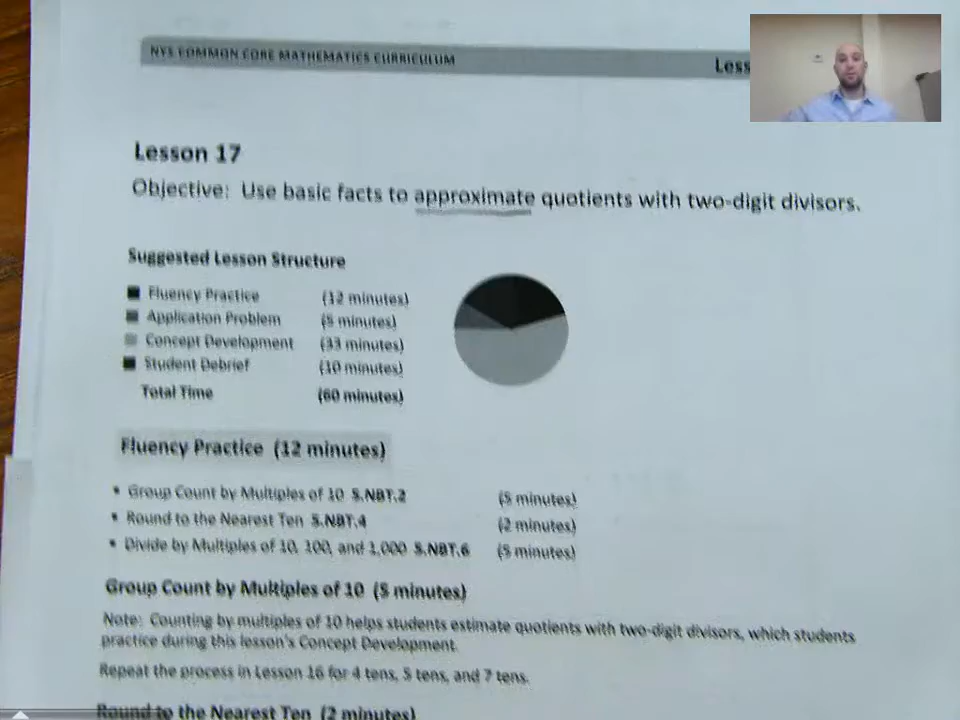 NYS COMMON CORE MATHEMATICS CURRICULUM
Lesson 17
Objective: Use basic facts to approximate quotients with two-digit divisors.
Suggested Lesson Structure
Fluency Practice (12 minutes)
Application Problem (5 minutes)
Concept Development (33 minutes)
Student Debrief (10 minutes)
Total Time (60 minutes)
Fluency Practice (12 minutes)
• Group Count by Multiples of 10 5.NBT.2 (5 minutes)
• Round to the Nearest Ten 5.NBT.4 (2 minutes)
• Divide by Multiples of 10, 100, and 1,000 5.NBT.6 (5 minutes)
Group Count by Multiples of 10 (5 minutes)
Note: Counting by multiples of 10 helps students estimate quotients with two-digit divisors, which students
practice during this lesson's Concept Development.
Repeat the process in Lesson 16 for 4 tens, 5 tens, and 7 tens.
Round to the Nearest Ten (2 minutes)